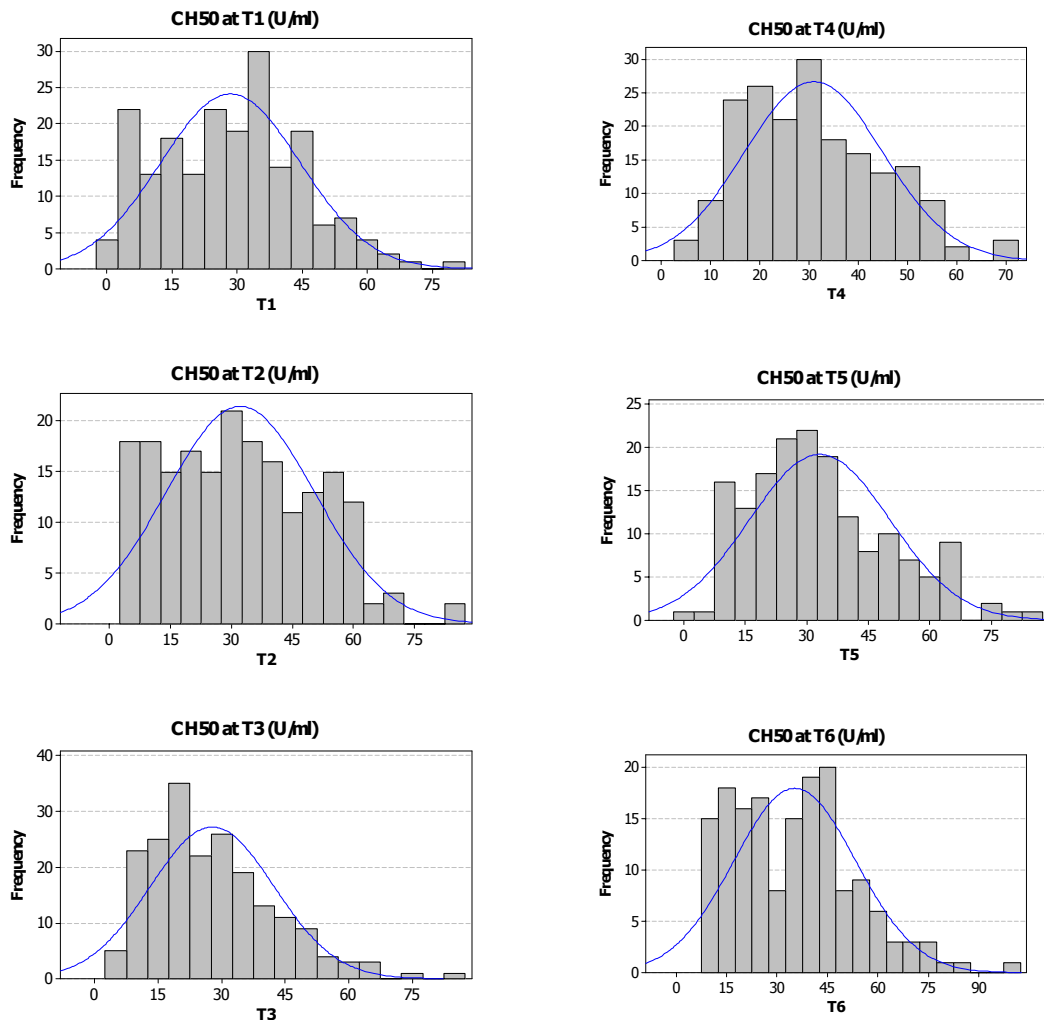 CH50 at T1 (U/ml)
Frequency
30
25
20
15
10
5
0
0 15 30 45 60 75
T1
CH50 at T4 (U/ml)
Frequency
30
25
20
15
10
5
0
0 10 20 30 40 50 60 70
T4
CH50 at T2 (U/ml)
Frequency
20
15
10
5
0
0 15 30 45 60 75
T2
CH50 at T5 (U/ml)
Frequency
25
20
15
10
5
0
0 15 30 45 60 75
T5
CH50 at T3 (U/ml)
Frequency
40
30
20
10
0
0 15 30 45 60 75
T3
CH50 at T6 (U/ml)
Frequency
20
15
10
5
0
0 15 30 45 60 75 90
T6